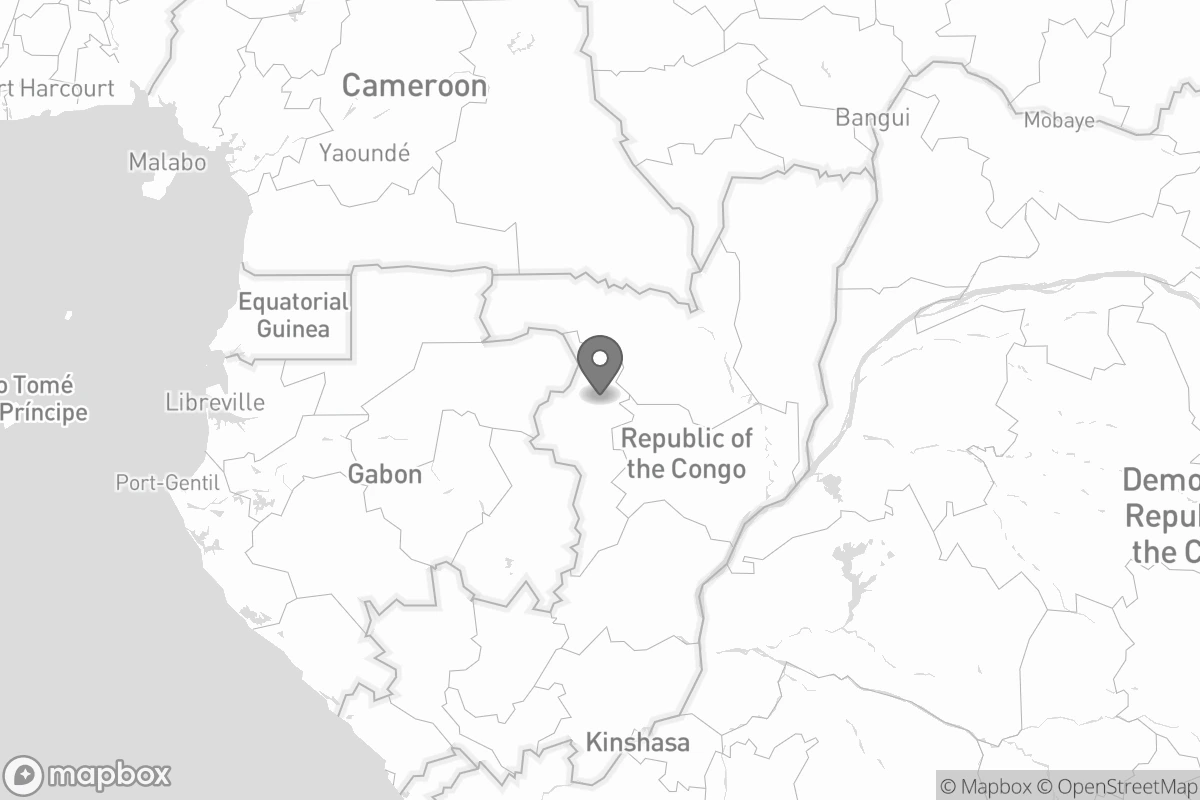 rt Harcourt
Cameroon
Bangui
Mobaye
Yaoundé
Malabo
Equatorial
Guinea
o Tomé
Príncipe
Libreville
Republic of
the Congo
Gabon
Port-Gentil
Demo
Repul
the C
Kinshasa
mapbox
© Mapbox © OpenStreetMap